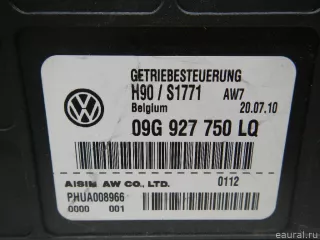 GETRIEBESTEUERUNG
H90 / S1771 AW7
Belgium 20.07.10
09G 927 750 LQ
AISIN AW CO., LTD. 0112
PHUA008966
0000 001
eaural.ru